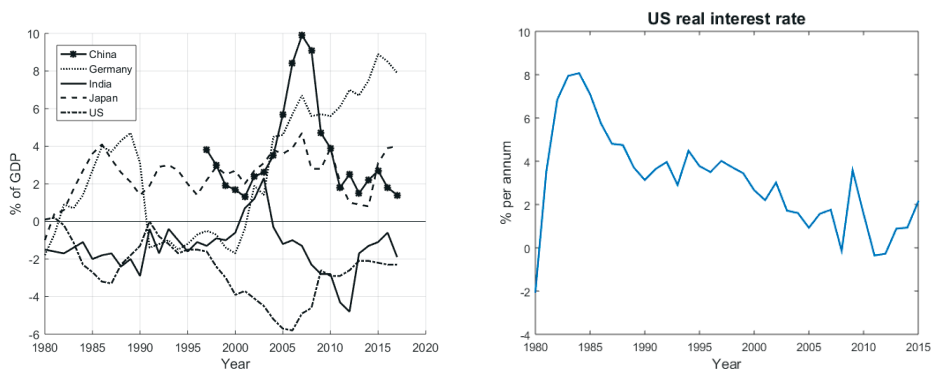 % of GDP
10
8
6
4
2
0
-2
-4
-6
China
Germany
India
Japan
US
1980 1985 1990 1995 2000 2005 2010 2015 2020
Year
US real interest rate
% per annum
10
8
6
4
2
0
-2
-4
1980 1985 1990 1995 2000 2005 2010 2015
Year